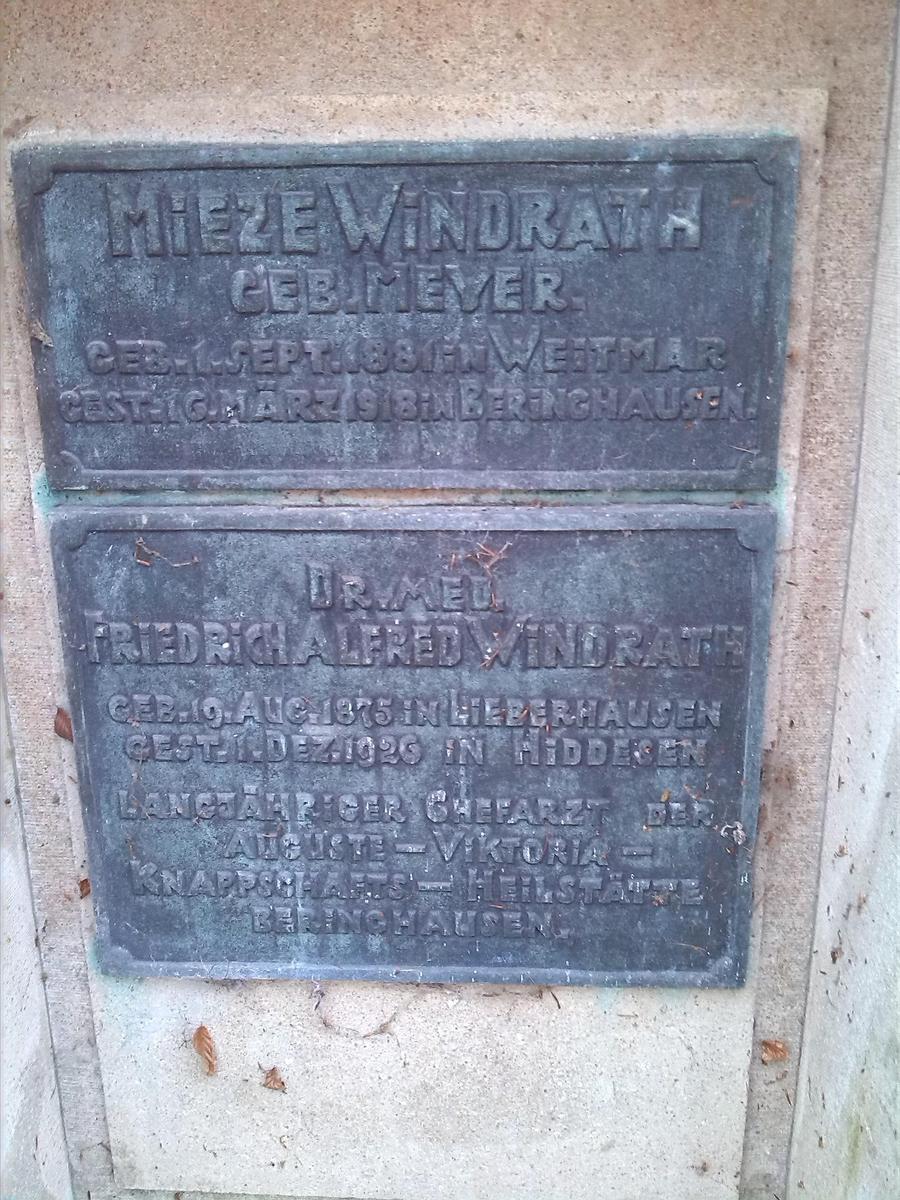 MiEZE WiNDRATH
GEB. MEYER.
GEB. 1. SEPT. 1881 iN WEiTMAR
GEST. 16. MÄRZ 1918 iN BERiNGHAUSEN.
DR. MED.
FRiEDRiCH ALFRED WiNDRATH
GEB. 19. AUG. 1875 iN LiEBERHAUSEN
GEST. 1. DEZ. 1926 IN HiDDESEN
LANGJÄHRiGER CHEFARZT DER
AUGUSTE – ViKTORiA –
KNAPPSCHAFTS – HEiLSTÄTTE
BERiNGHAUSEN.